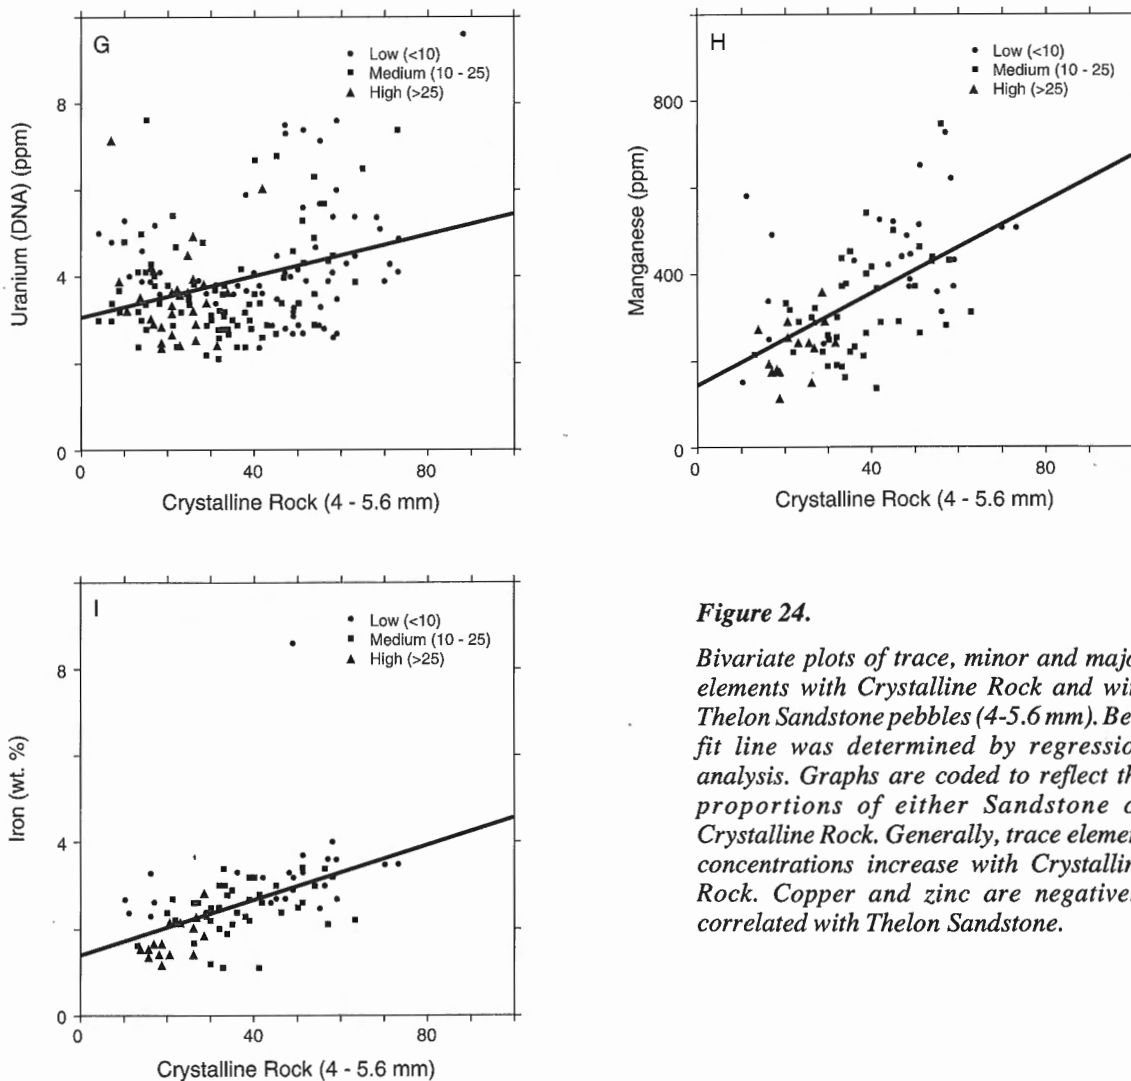 G
Low (<10)
Medium (10 - 25)
High (>25)
8
4
0
Uranium (DNA) (ppm)
0 40 80
Crystalline Rock (4 - 5.6 mm)
H
Low (<10)
Medium (10 - 25)
High (>25)
800
400
0
Manganese (ppm)
0 40 80
Crystalline Rock (4 - 5.6 mm)
I
Low (<10)
Medium (10 - 25)
High (>25)
8
4
0
Iron (wt. %)
0 40 80
Crystalline Rock (4 - 5.6 mm)
Figure 24.
Bivariate plots of trace, minor and majo
elements with Crystalline Rock and wi
Thelon Sandstone pebbles (4-5.6 mm). Be
fit line was determined by regressio
analysis. Graphs are coded to reflect th
proportions of either Sandstone o
Crystalline Rock. Generally, trace elemen
concentrations increase with Crystallin
Rock. Copper and zinc are negativel
correlated with Thelon Sandstone.